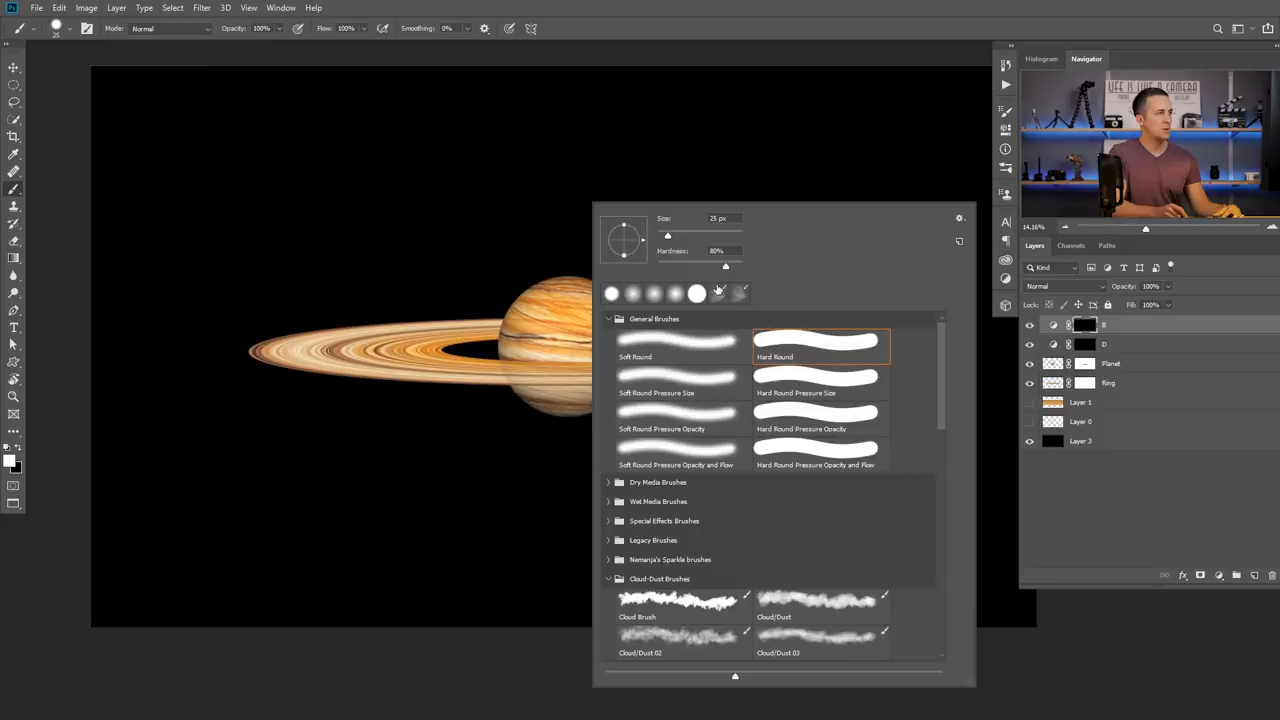 Ps File Edit Image Layer Type Select Filter 3D View Window Help
25 Mode: Normal Opacity: 100% Flow: 100% Smoothing: 0%
Histogram Navigator
LIFE IS LIKE A CAMERA
14.16%
Layers Channels Paths
Kind
Normal Opacity: 100%
Lock: Fill: 100%
B
D
Planet
Ring
Layer 1
Layer 0
Layer 3
Size: 25 px
Hardness: 80%
General Brushes
Soft Round Hard Round
Soft Round Pressure Size Hard Round Pressure Size
Soft Round Pressure Opacity Hard Round Pressure Opacity
Soft Round Pressure Opacity and Flow Hard Round Pressure Opacity and Flow
Dry Media Brushes
Wet Media Brushes
Special Effects Brushes
Legacy Brushes
Nemanja's Sparkle brushes
Cloud-Dust Brushes
Cloud Brush Cloud/Dust
Cloud/Dust 02 Cloud/Dust 03